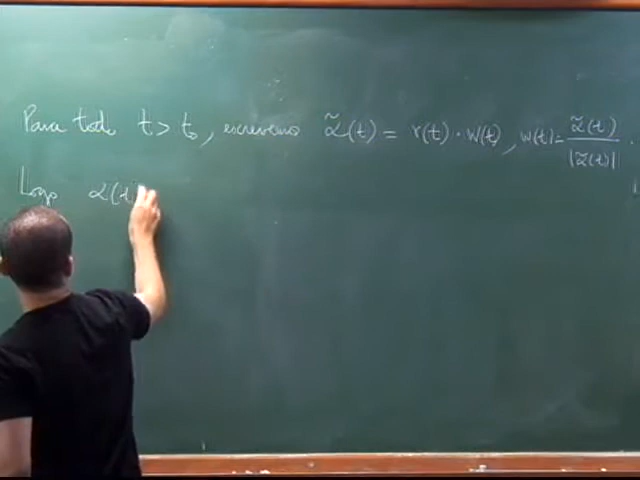 Para todo t > t₀, escrevemos α̃(t) = r(t) · w(t), w(t) = α̃(t) / |α̃(t)|.
Logo α(t)